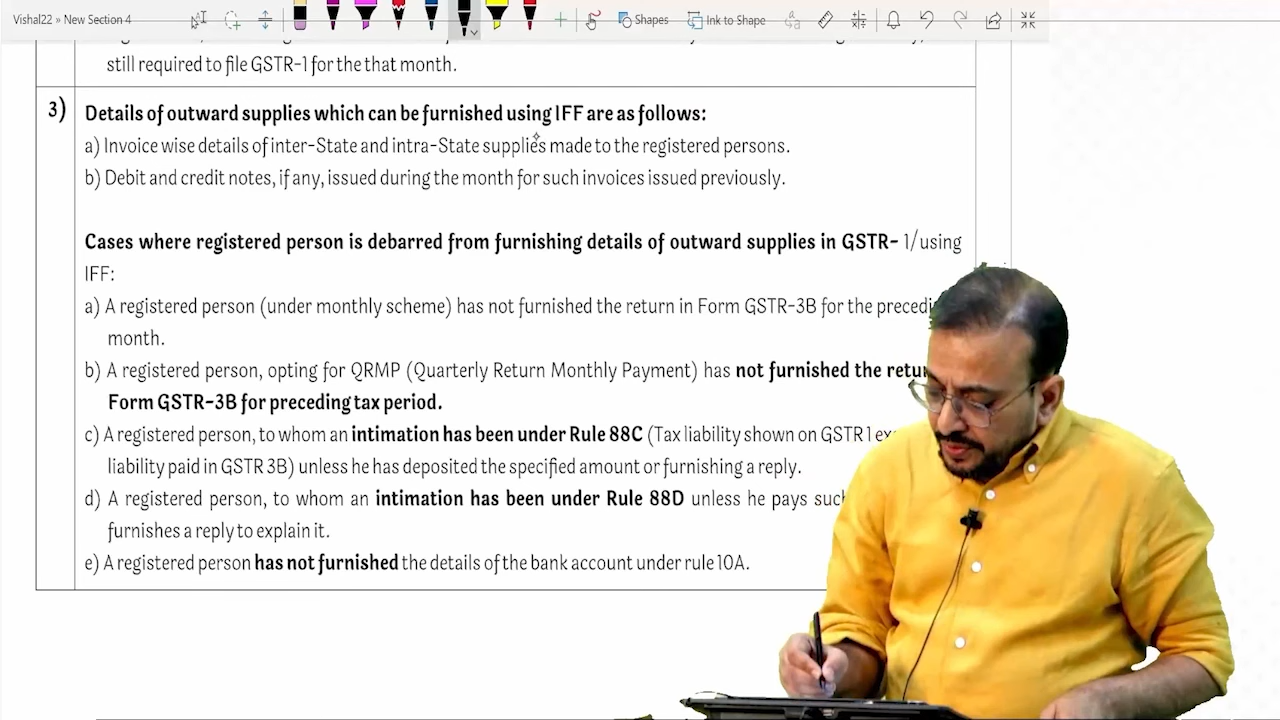 Vishal22 » New Section 4
Shapes
Ink to Shape
still required to file GSTR-1 for the that month.
3) Details of outward supplies which can be furnished using IFF are as follows:
a) Invoice wise details of inter-State and intra-State supplies made to the registered persons.
b) Debit and credit notes, if any, issued during the month for such invoices issued previously.
Cases where registered person is debarred from furnishing details of outward supplies in GSTR- 1/using
IFF:
a) A registered person (under monthly scheme) has not furnished the return in Form GSTR-3B for the
month.
b) A registered person, opting for QRMP (Quarterly Return Monthly Payment) has not furnished the
Form GSTR-3B for preceding tax period.
c) A registered person, to whom an intimation has been under Rule 88C (Tax liability shown on GSTR 1
liability paid in GSTR 3B) unless he has deposited the specified amount or furnishing a reply.
d) A registered person, to whom an intimation has been under Rule 88D unless he pays
furnishes a reply to explain it.
e) A registered person has not furnished the details of the bank account under rule 10A.